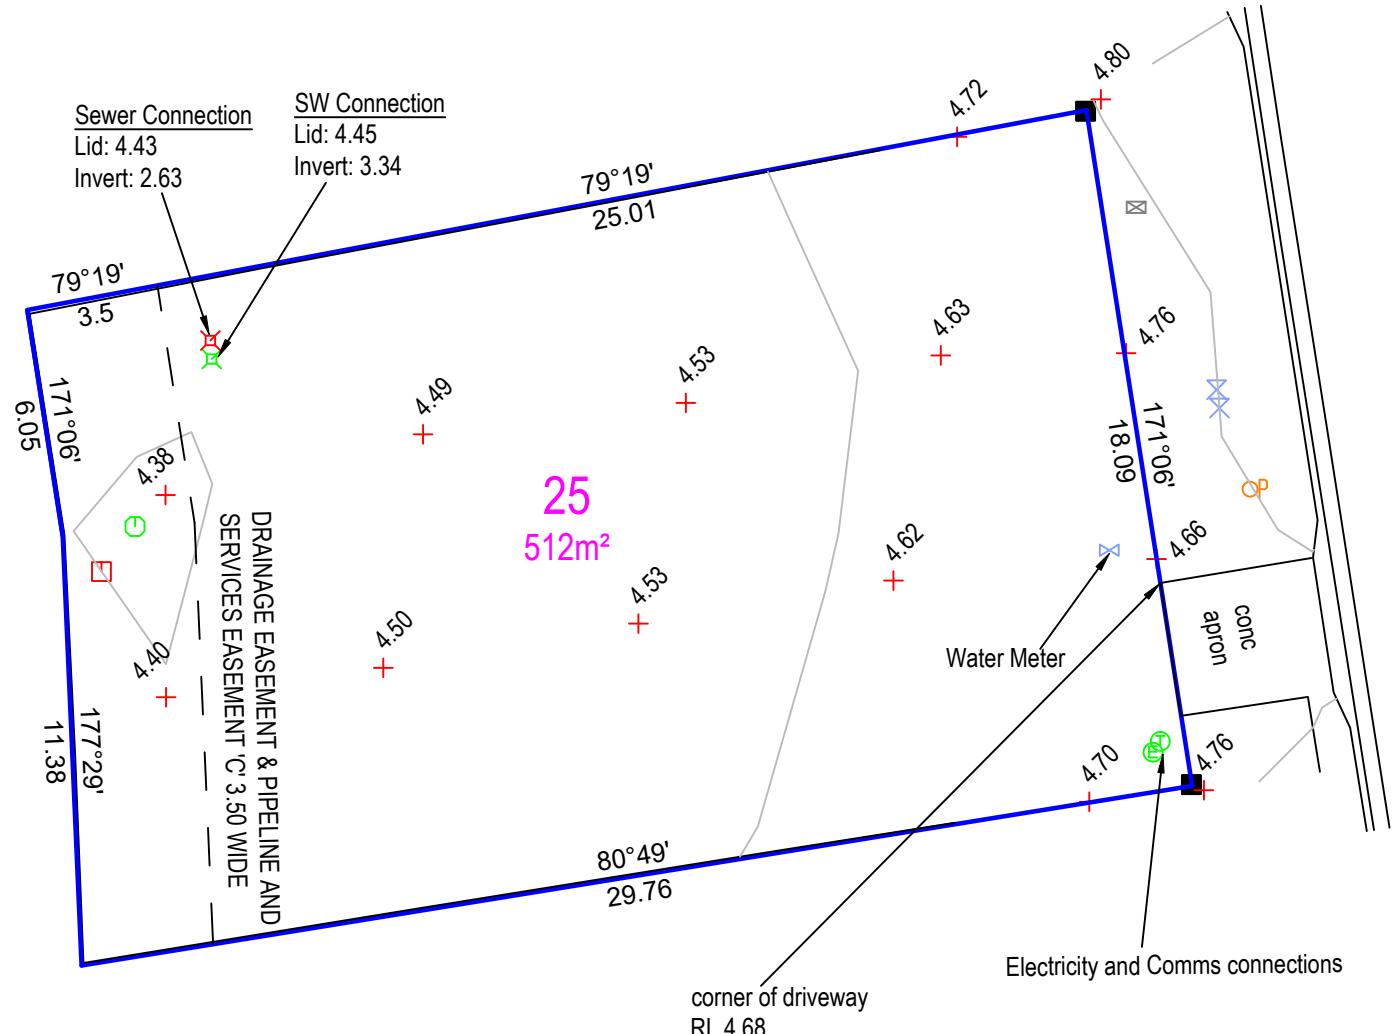 Sewer Connection
Lid: 4.43
Invert: 2.63
SW Connection
Lid: 4.45
Invert: 3.34
4.80
4.72
79°19'
25.01
79°19'
3.5
171°06'
6.05
4.49
4.53
4.63
4.76
171°06'
18.09
4.38
25
512m²
P
4.66
4.62
4.53
4.50
4.40
DRAINAGE EASEMENT & PIPELINE AND
SERVICES EASEMENT 'C' 3.50 WIDE
conc
apron
Water Meter
177°29'
11.38
T
E
4.76
4.70
80°49'
29.76
Electricity and Comms connections
corner of driveway
RL 4.68